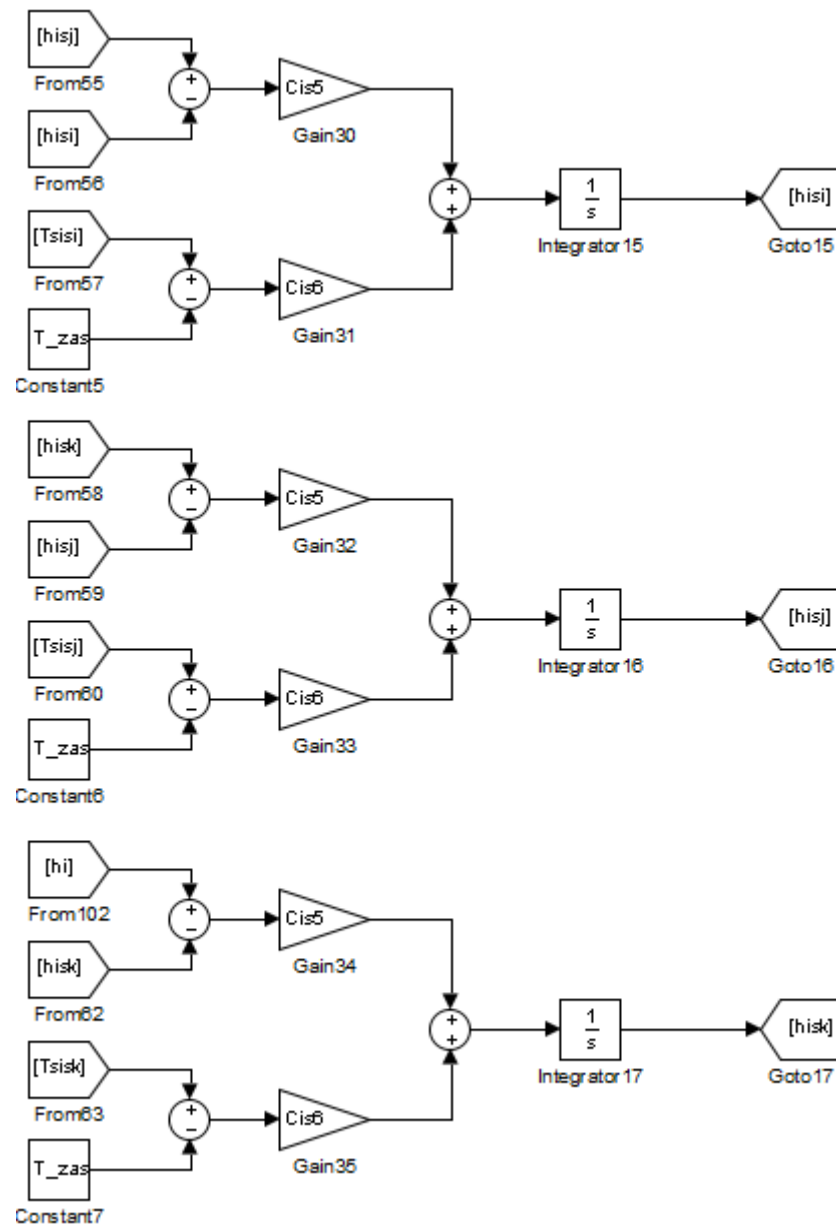 [hisj]
From55
[hisi]
From56
[Tsisi]
From57
T_zas
Constant5
+
−
Cis5
Gain30
+
−
Cis6
Gain31
+
+
1
s
Integrator15
[hisi]
Goto15
[hisk]
From58
[hisj]
From59
[Tsisj]
From60
T_zas
Constant6
+
−
Cis5
Gain32
+
−
Cis6
Gain33
+
+
1
s
Integrator16
[hisj]
Goto16
[hi]
From102
[hisk]
From62
[Tsisk]
From63
T_zas
Constant7
+
−
Cis5
Gain34
+
−
Cis6
Gain35
+
+
1
s
Integrator17
[hisk]
Goto17